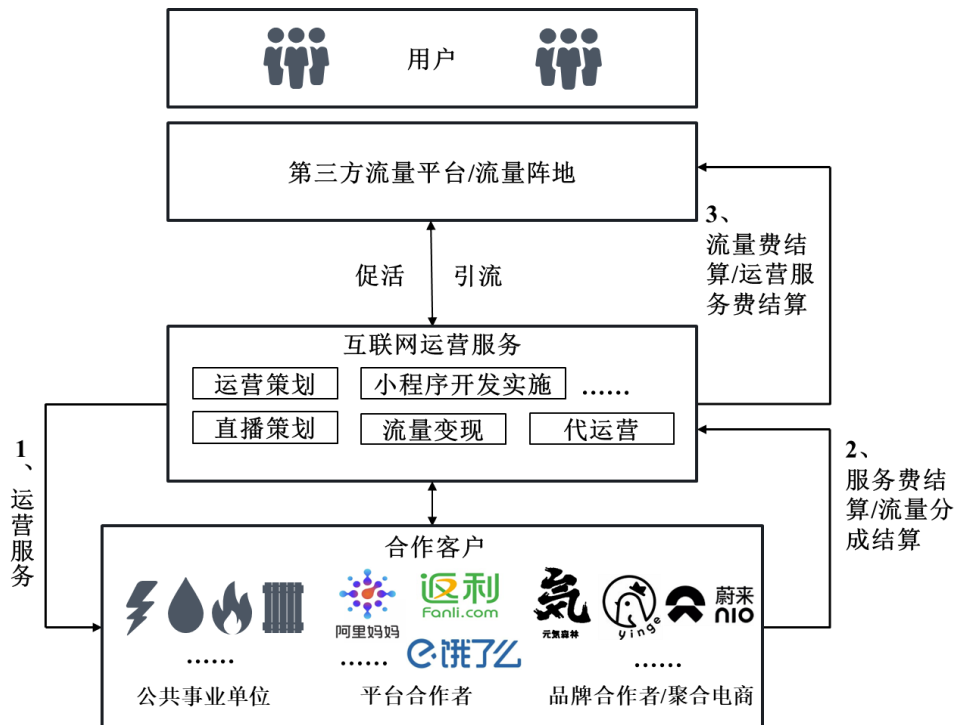 用户
第三方流量平台/流量阵地
促活
引流
3、
流量费结
算/运营服
务费结算
互联网运营服务
运营策划
小程序开发实施
……
直播策划
流量变现
代运营
1、
运营服务
2、
服务费结
算/流量分
成结算
合作客户
阿里妈妈
返利
Fanli.com
饿了么
気
元気森林
yinge
蔚来
NIO
……
……
……
公共事业单位
平台合作者
品牌合作者/聚合电商